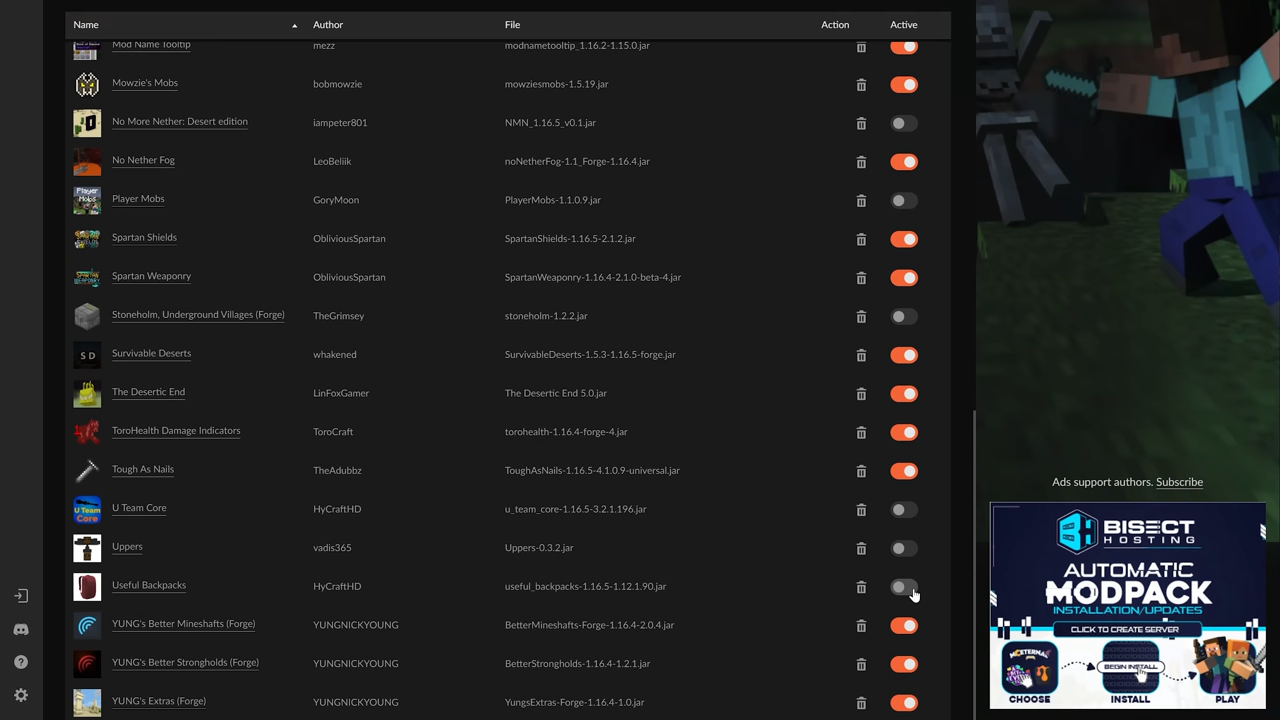 Name Author File Action Active
Mod Name Tooltip mezz modnametooltip_1.16.2-1.15.0.jar
Mowzie's Mobs bobmowzie mowziesmobs-1.5.19.jar
No More Nether: Desert edition iampeter801 NMN_1.16.5_v0.1.jar
No Nether Fog LeoBeliik noNetherFog-1.1_Forge-1.16.4.jar
Player Mobs GoryMoon PlayerMobs-1.1.0.9.jar
Spartan Shields ObliviousSpartan SpartanShields-1.16.5-2.1.2.jar
Spartan Weaponry ObliviousSpartan SpartanWeaponry-1.16.4-2.1.0-beta-4.jar
Stoneholm, Underground Villages (Forge) TheGrimsey stoneholm-1.2.2.jar
SD Survivable Deserts whakened SurvivableDeserts-1.5.3-1.16.5-forge.jar
The Desertic End LinFoxGamer The Desertic End 5.0.jar
ToroHealth Damage Indicators ToroCraft torohealth-1.16.4-forge-4.jar
Tough As Nails TheAdubbz ToughAsNails-1.16.5-4.1.0.9-universal.jar
U Team Core U Team Core HyCraftHD u_team_core-1.16.5-3.2.1.196.jar
Uppers vadis365 Uppers-0.3.2.jar
Useful Backpacks HyCraftHD useful_backpacks-1.16.5-1.12.1.90.jar
YUNG's Better Mineshafts (Forge) YUNGNICKYOUNG BetterMineshafts-Forge-1.16.4-2.0.4.jar
YUNG's Better Strongholds (Forge) YUNGNICKYOUNG BetterStrongholds-1.16.4-1.2.1.jar
YUNG's Extras (Forge) YUNGNICKYOUNG YungsExtras-Forge-1.16.4-1.0.jar
Ads support authors. Subscribe
BISECT
HOSTING
AUTOMATIC
MODPACK
INSTALLATION/UPDATES
CLICK TO CREATE SERVER
MCETERNAL
BEGIN INSTALL
CHOOSE INSTALL PLAY